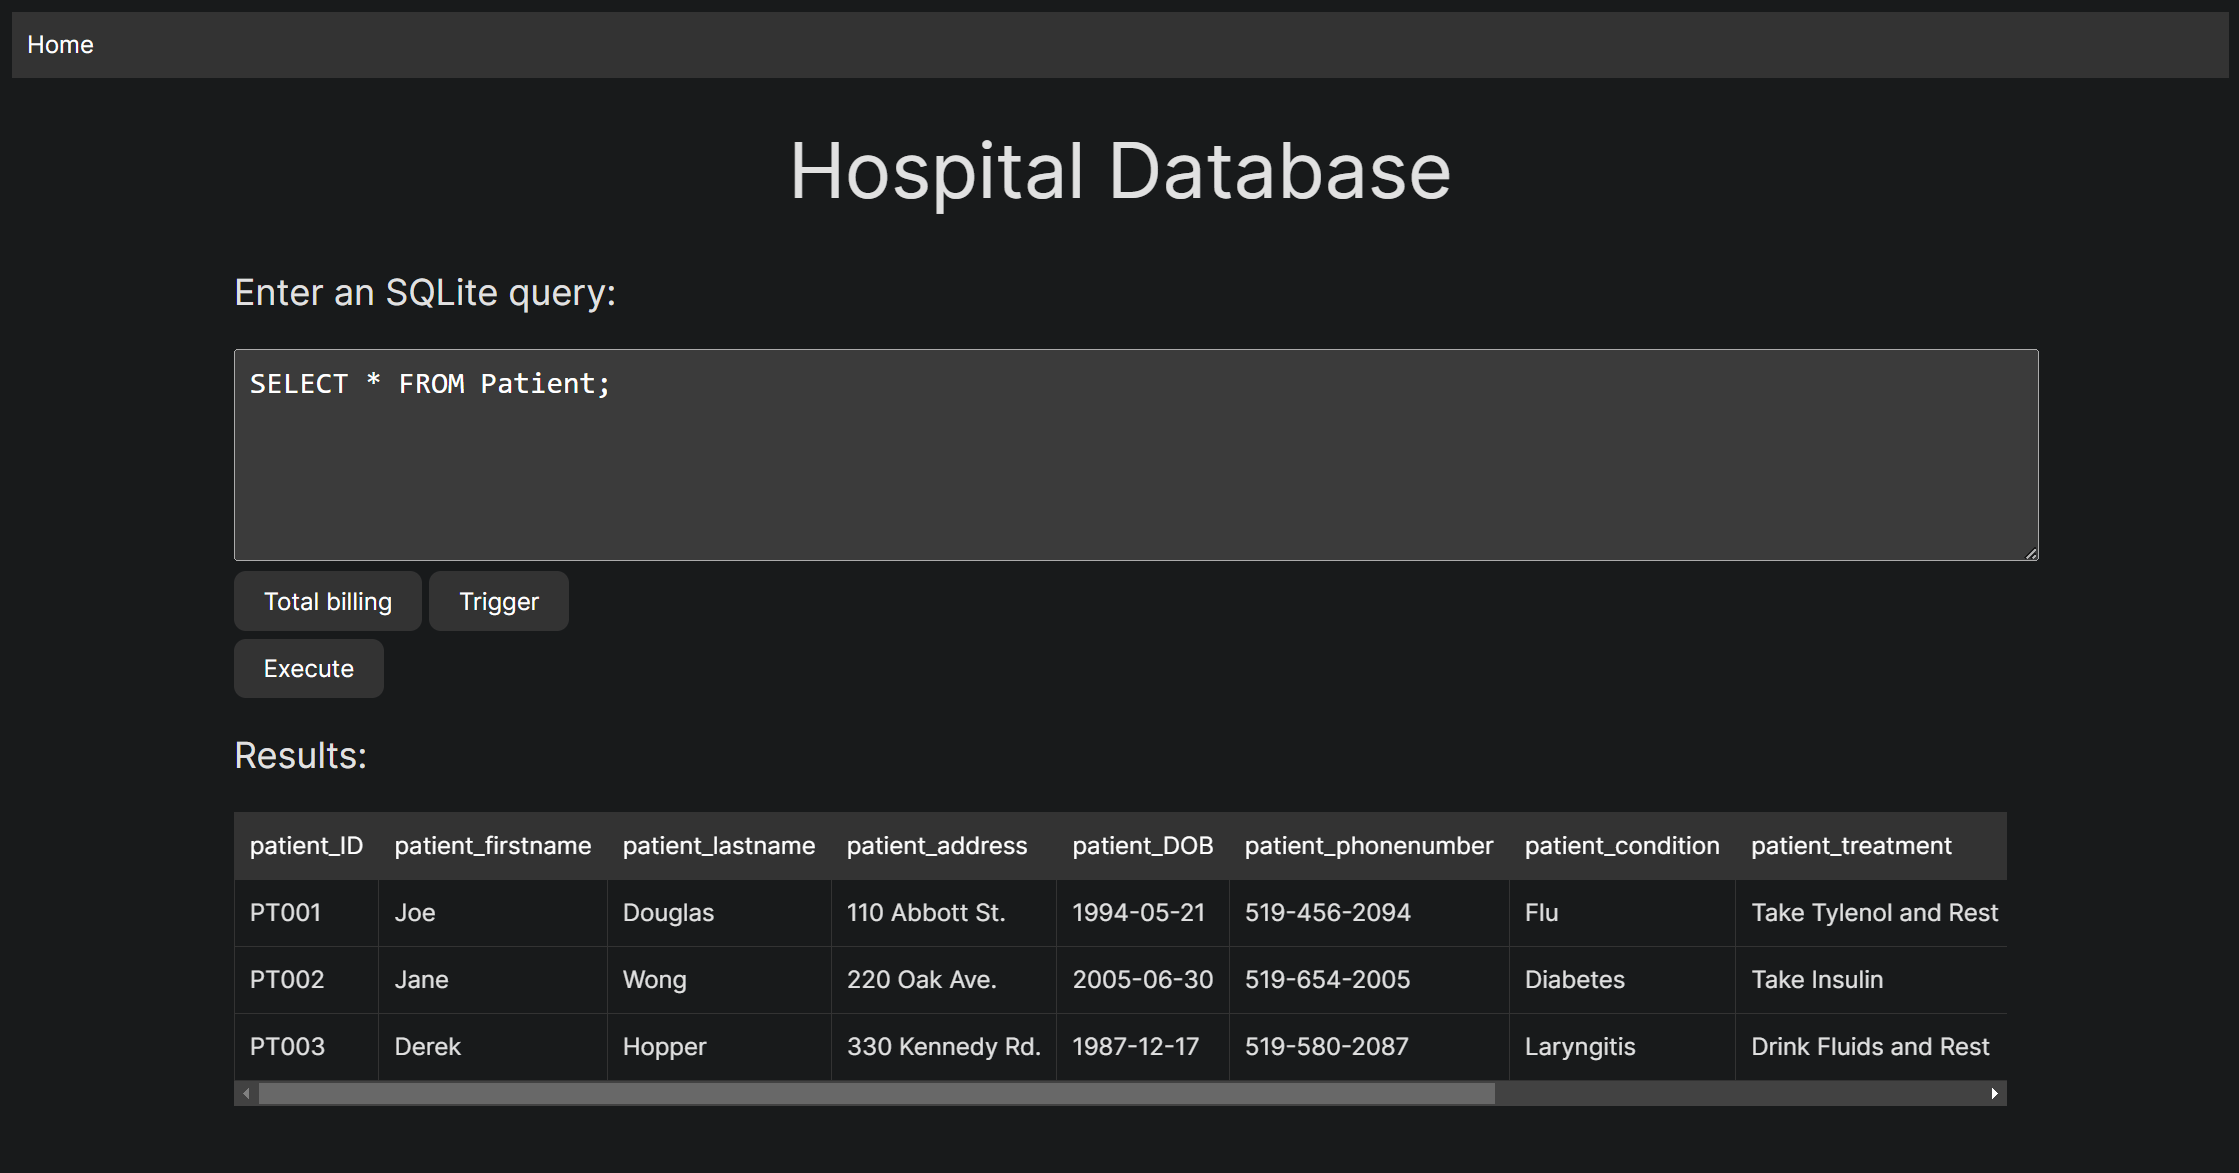 Home
Hospital Database
Enter an SQLite query:
SELECT * FROM Patient;
Total billing Trigger
Execute
Results:
patient_ID patient_firstname patient_lastname patient_address patient_DOB patient_phonenumber patient_condition patient_treatment
PT001 Joe Douglas 110 Abbott St. 1994-05-21 519-456-2094 Flu Take Tylenol and Rest
PT002 Jane Wong 220 Oak Ave. 2005-06-30 519-654-2005 Diabetes Take Insulin
PT003 Derek Hopper 330 Kennedy Rd. 1987-12-17 519-580-2087 Laryngitis Drink Fluids and Rest